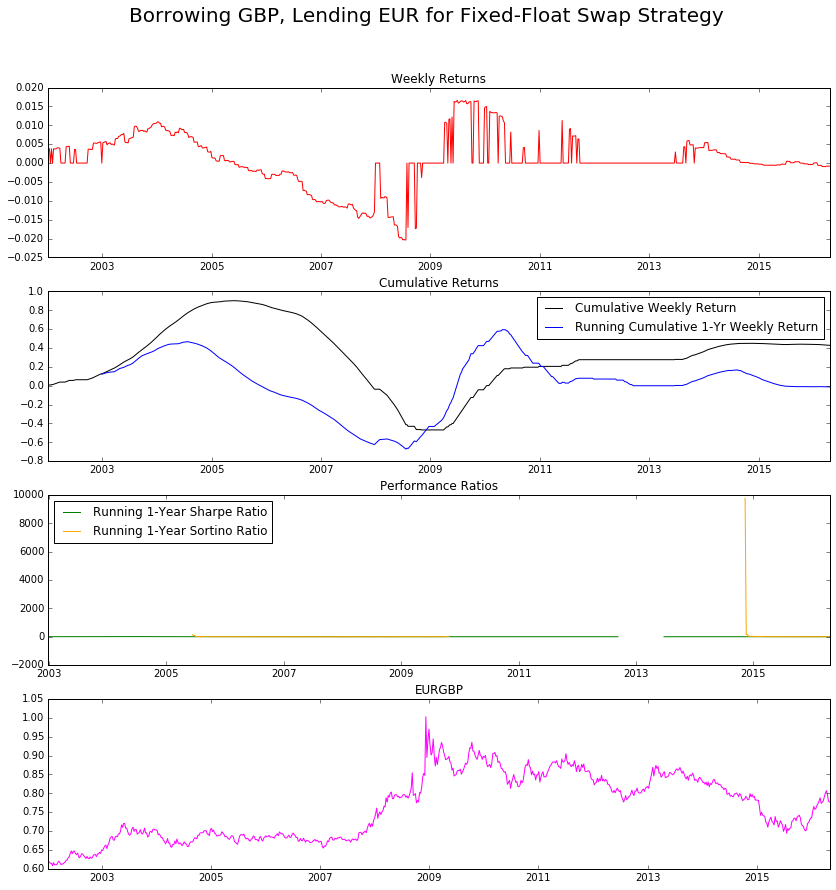 Borrowing GBP, Lending EUR for Fixed-Float Swap Strategy
Weekly Returns
0.020
0.015
0.010
0.005
0.000
−0.005
−0.010
−0.015
−0.020
−0.025
2003 2005 2007 2009 2011 2013 2015
Cumulative Returns
1.0
0.8
0.6
0.4
0.2
0.0
−0.2
−0.4
−0.6
−0.8
Cumulative Weekly Return
Running Cumulative 1-Yr Weekly Return
2003 2005 2007 2009 2011 2013 2015
Performance Ratios
10000
8000
6000
4000
2000
0
−2000
Running 1-Year Sharpe Ratio
Running 1-Year Sortino Ratio
2003 2005 2007 2009 2011 2013 2015
EURGBP
1.05
1.00
0.95
0.90
0.85
0.80
0.75
0.70
0.65
0.60
2003 2005 2007 2009 2011 2013 2015